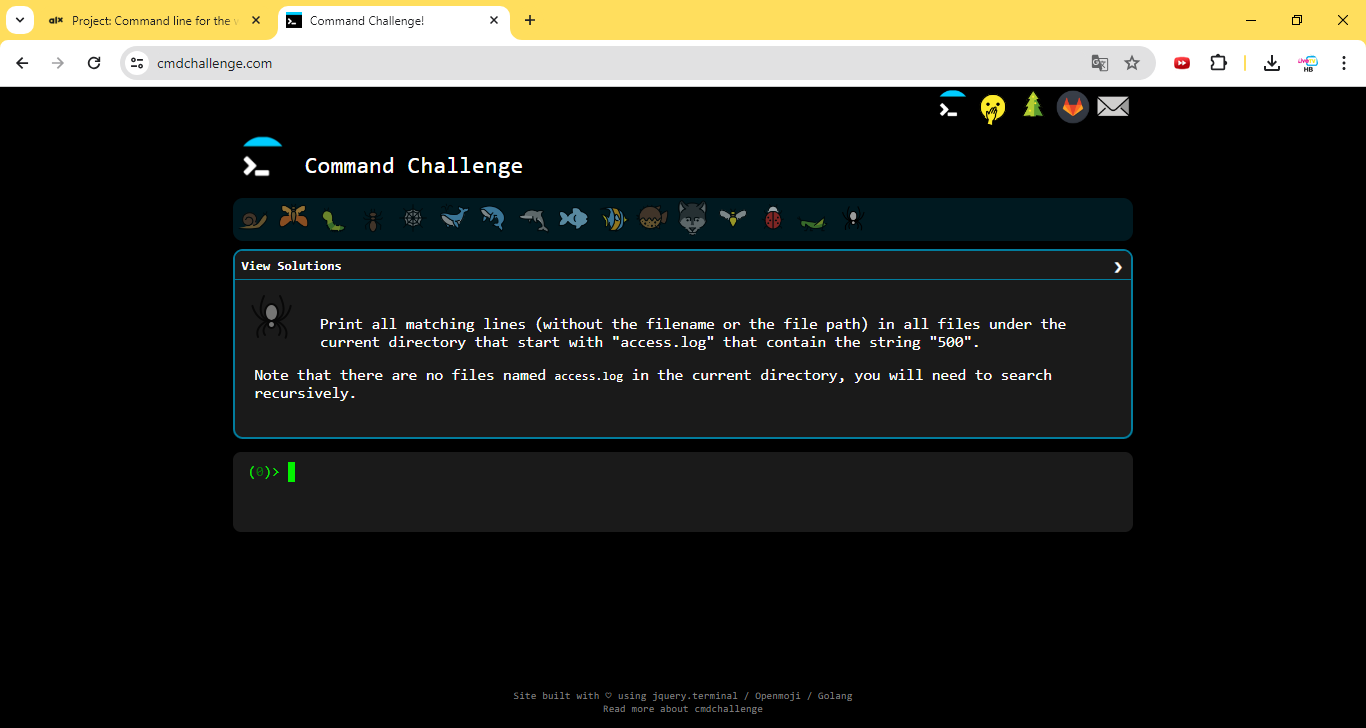 alx Project: Command line for the w
Command Challenge!
cmdchallenge.com
HB
Command Challenge
View Solutions
Print all matching lines (without the filename or the file path) in all files under the
current directory that start with "access.log" that contain the string "500".
Note that there are no files named access.log in the current directory, you will need to search
recursively.
(0)>
Site built with ♡ using jquery.terminal / Openmoji / Golang
Read more about cmdchallenge